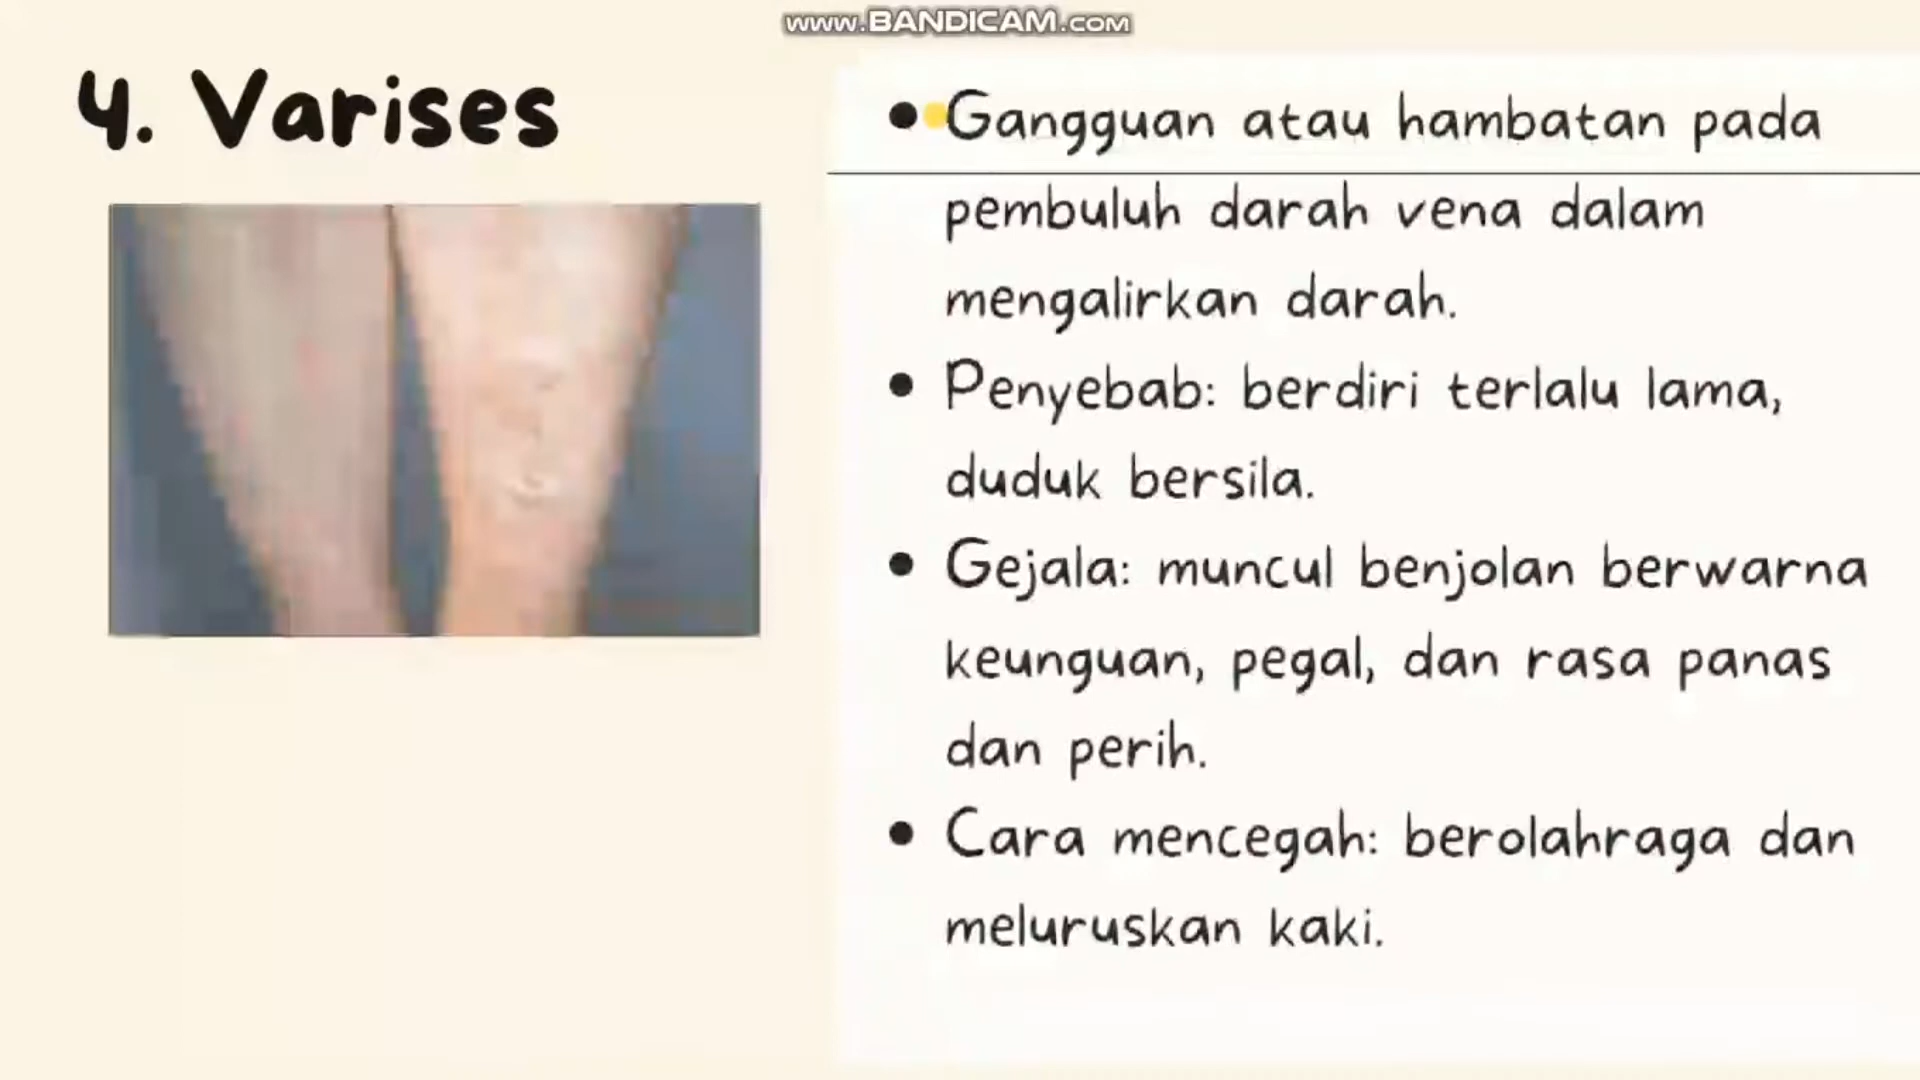 www.BANDICAM.com
4. Varises
• Gangguan atau hambatan pada
pembuluh darah vena dalam
mengalirkan darah.
• Penyebab: berdiri terlalu lama,
duduk bersila.
• Gejala: muncul benjolan berwarna
keunguan, pegal, dan rasa panas
dan perih.
• Cara mencegah: berolahraga dan
meluruskan kaki.